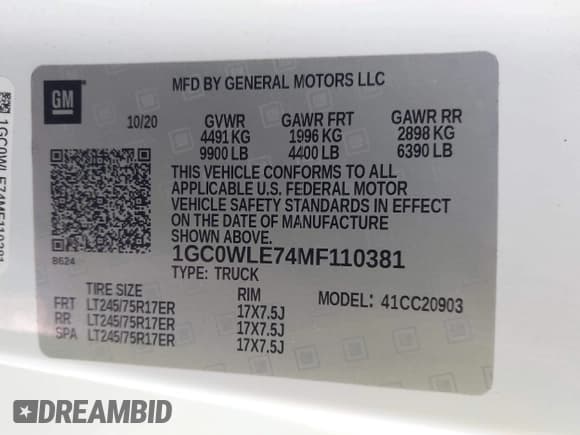 GM
MFD BY GENERAL MOTORS LLC
10/20 GVWR GAWR FRT GAWR RR
4491 KG 1996 KG 2898 KG
9900 LB 4400 LB 6390 LB
THIS VEHICLE CONFORMS TO ALL
APPLICABLE U.S. FEDERAL MOTOR
VEHICLE SAFETY STANDARDS IN EFFECT
ON THE DATE OF MANUFACTURE
SHOWN ABOVE.
1GC0WLE74MF110381
B624
TYPE: TRUCK
TIRE SIZE RIM MODEL: 41CC20903
FRT LT245/75R17ER 17X7.5J
RR LT245/75R17ER 17X7.5J
SPA LT245/75R17ER 17X7.5J
1GC0WLE74MF110381
DREAMBID